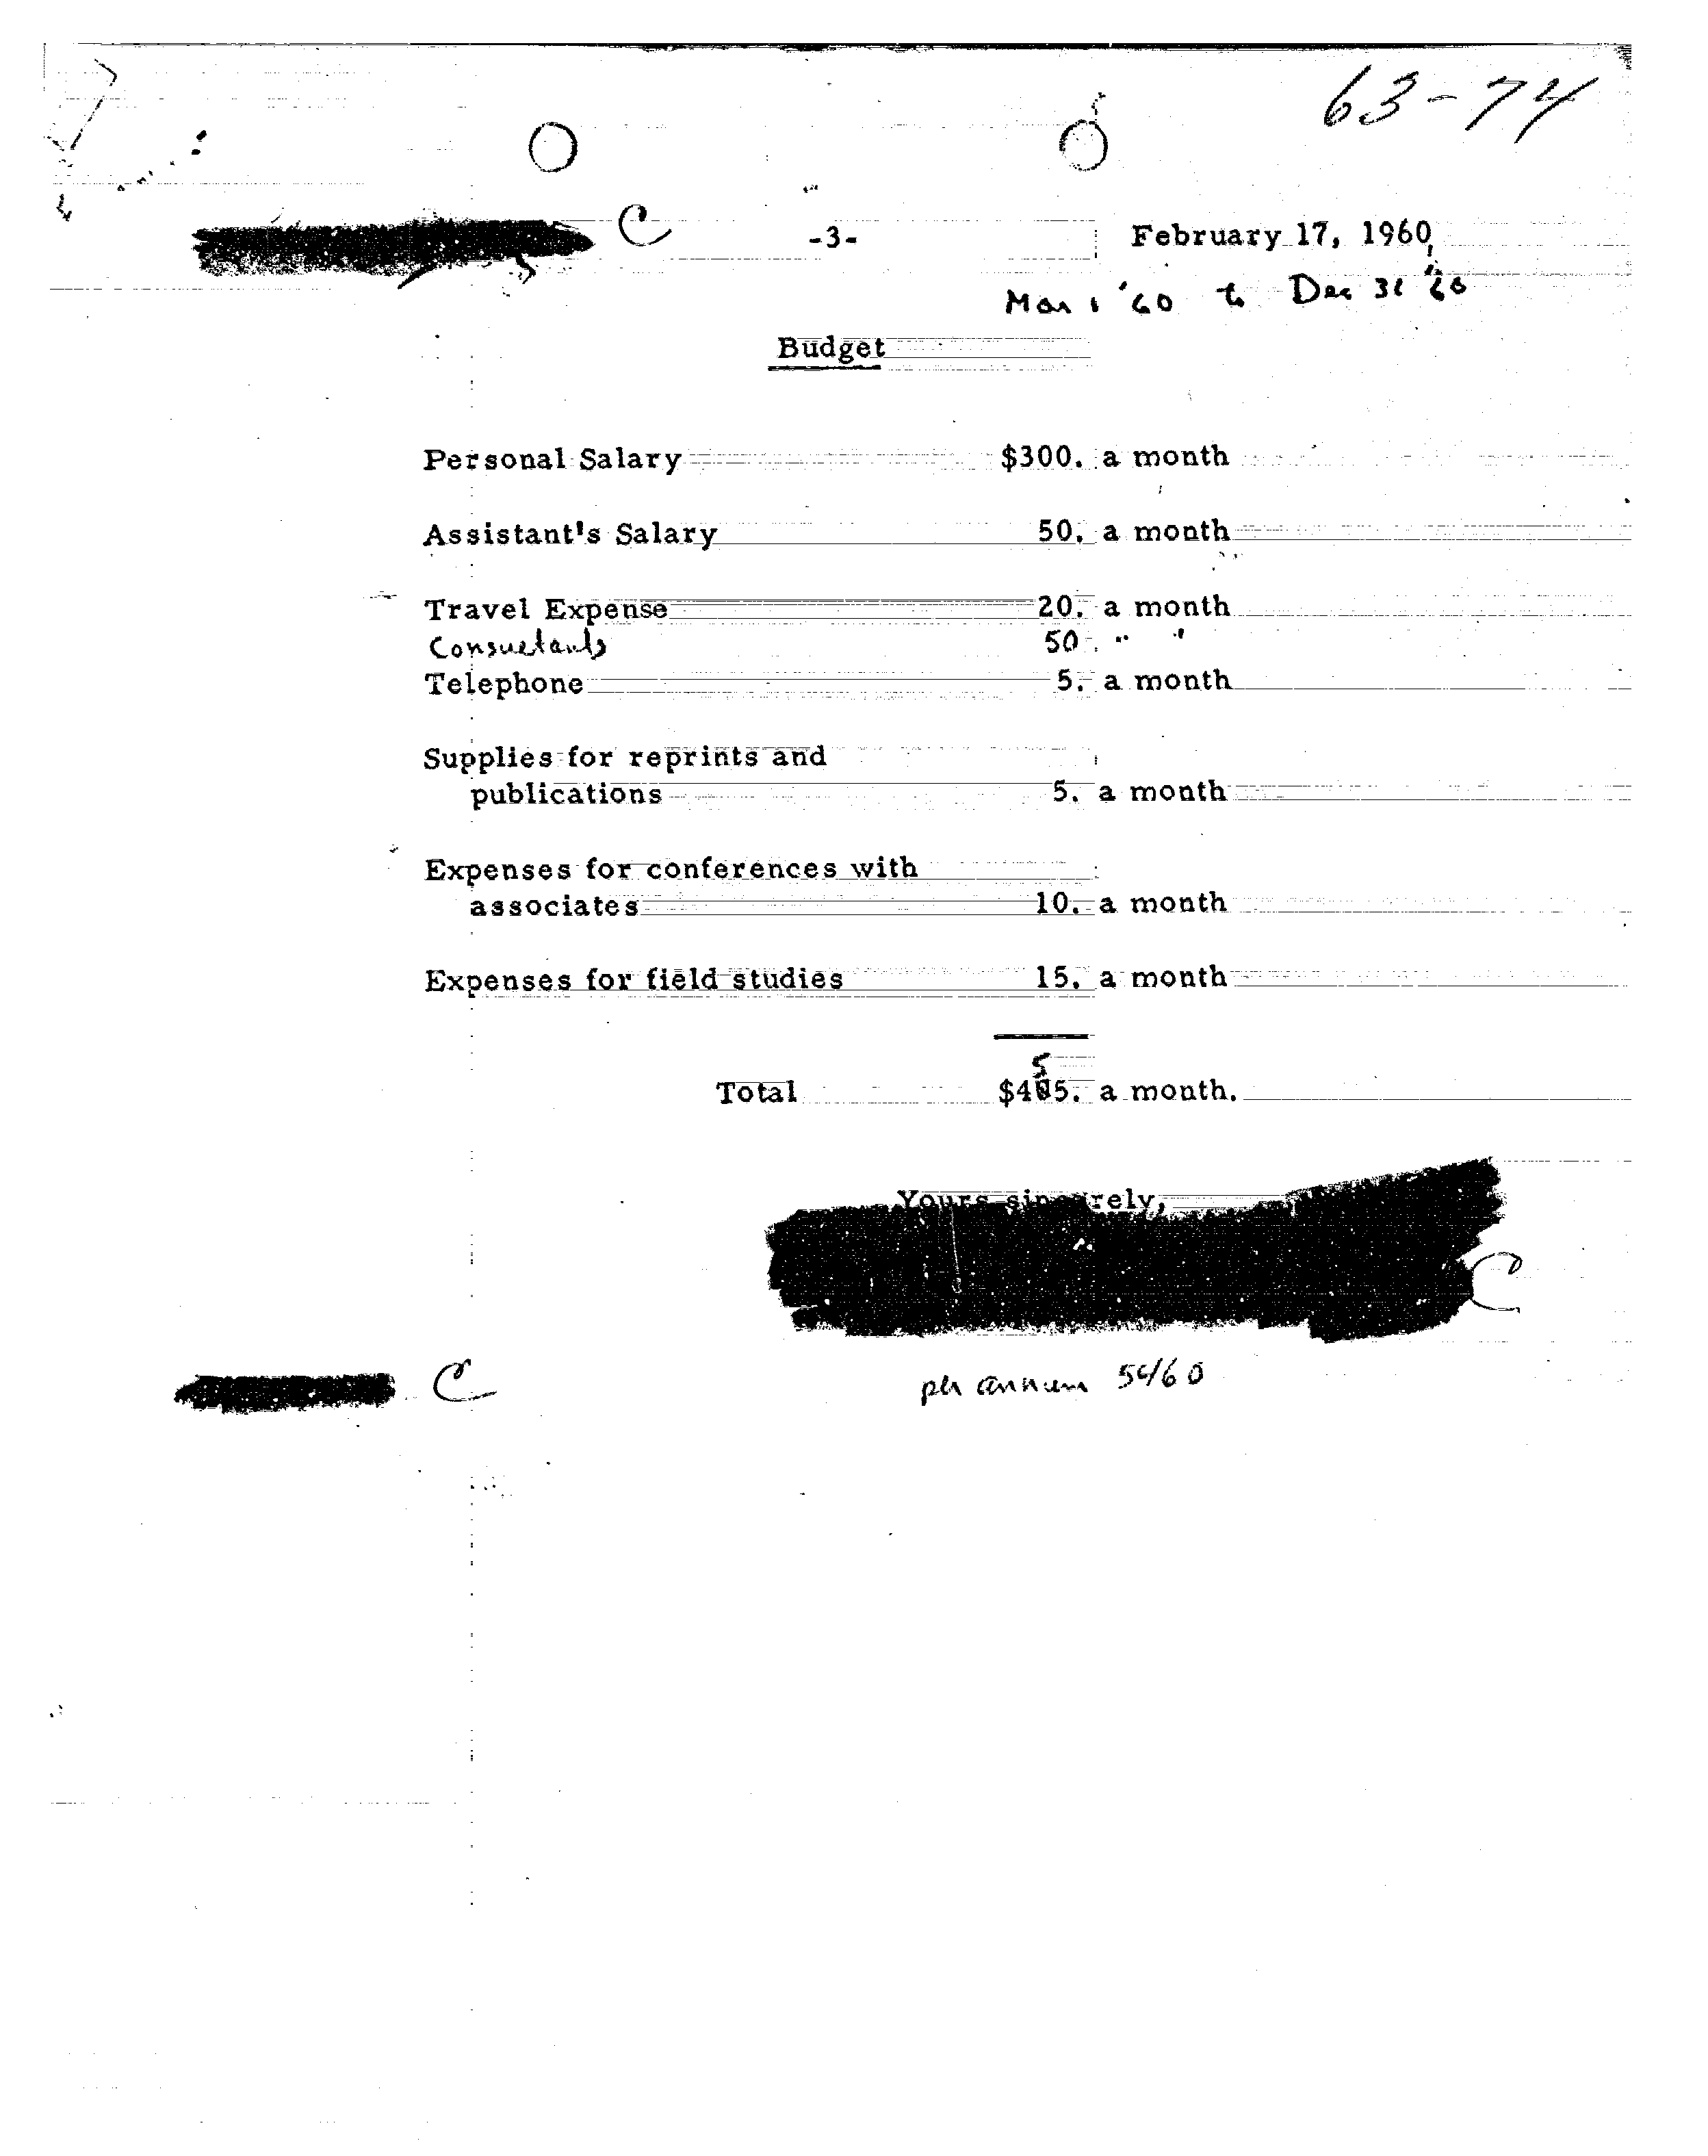 63-74
C -3- February 17, 1960
Mar 1 '60 to Dec 31 '60
Budget
Personal Salary $300. a month
Assistant's Salary 50. a month
Travel Expense 20. a month
Consultants 50. " "
Telephone 5. a month
Supplies for reprints and
publications 5. a month
Expenses for conferences with
associates 10. a month
Expenses for field studies 15. a month
5
Total $405. a month.
Yours sincerely,
C
C per annum 5460